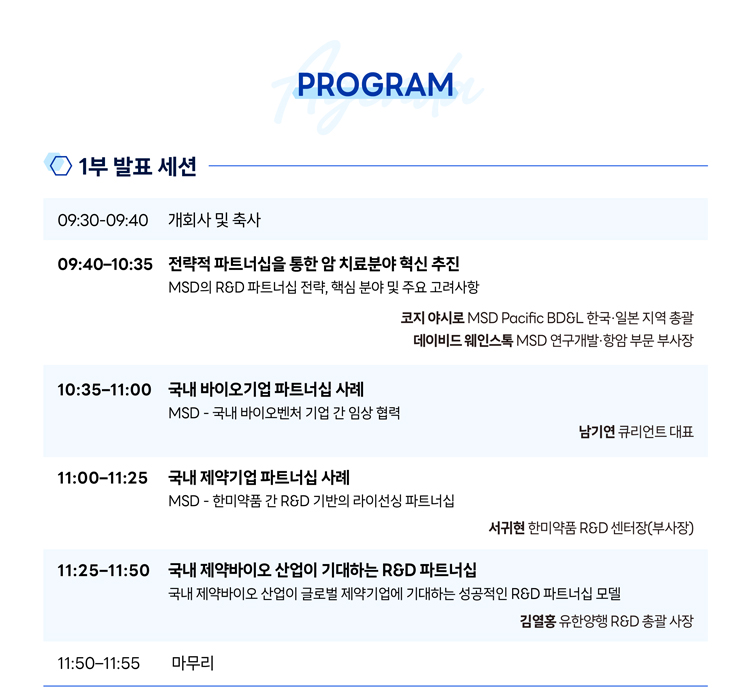 Agenda
PROGRAM
1부 발표 세션
09:30-09:40 개회사 및 축사
09:40–10:35 전략적 파트너십을 통한 암 치료분야 혁신 추진
MSD의 R&D 파트너십 전략, 핵심 분야 및 주요 고려사항
코지 야시로 MSD Pacific BD&L 한국·일본 지역 총괄
데이비드 웨인스톡 MSD 연구개발·항암 부문 부사장
10:35–11:00 국내 바이오기업 파트너십 사례
MSD - 국내 바이오벤처 기업 간 임상 협력
남기연 큐리언트 대표
11:00–11:25 국내 제약기업 파트너십 사례
MSD - 한미약품 간 R&D 기반의 라이선싱 파트너십
서귀현 한미약품 R&D 센터장(부사장)
11:25–11:50 국내 제약바이오 산업이 기대하는 R&D 파트너십
국내 제약바이오 산업이 글로벌 제약기업에 기대하는 성공적인 R&D 파트너십 모델
김열홍 유한양행 R&D 총괄 사장
11:50–11:55 마무리